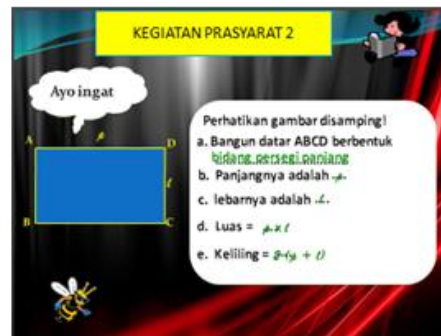 KEGIATAN PRASYARAT 2
Ayo ingat
A
p
D
l
B
C
Perhatikan gambar disamping!
a. Bangun datar ABCD berbentuk
bidang persegi panjang
b. Panjangnya adalah .p.
c. lebarnya adalah .l.
d. Luas = p x l
e. Keliling = 2 (p + l)